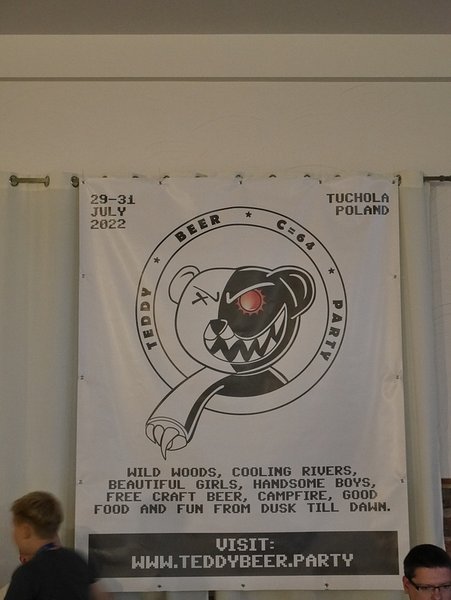 29-31
JULY
2022
TUCHOLA
POLAND
TEDDY * BEER * C=64 * PARTY
WILD WOODS, COOLING RIVERS,
BEAUTIFUL GIRLS, HANDSOME BOYS,
FREE CRAFT BEER, CAMPFIRE, GOOD
FOOD AND FUN FROM DUSK TILL DAWN.
VISIT:
WWW.TEDDYBEER.PARTY